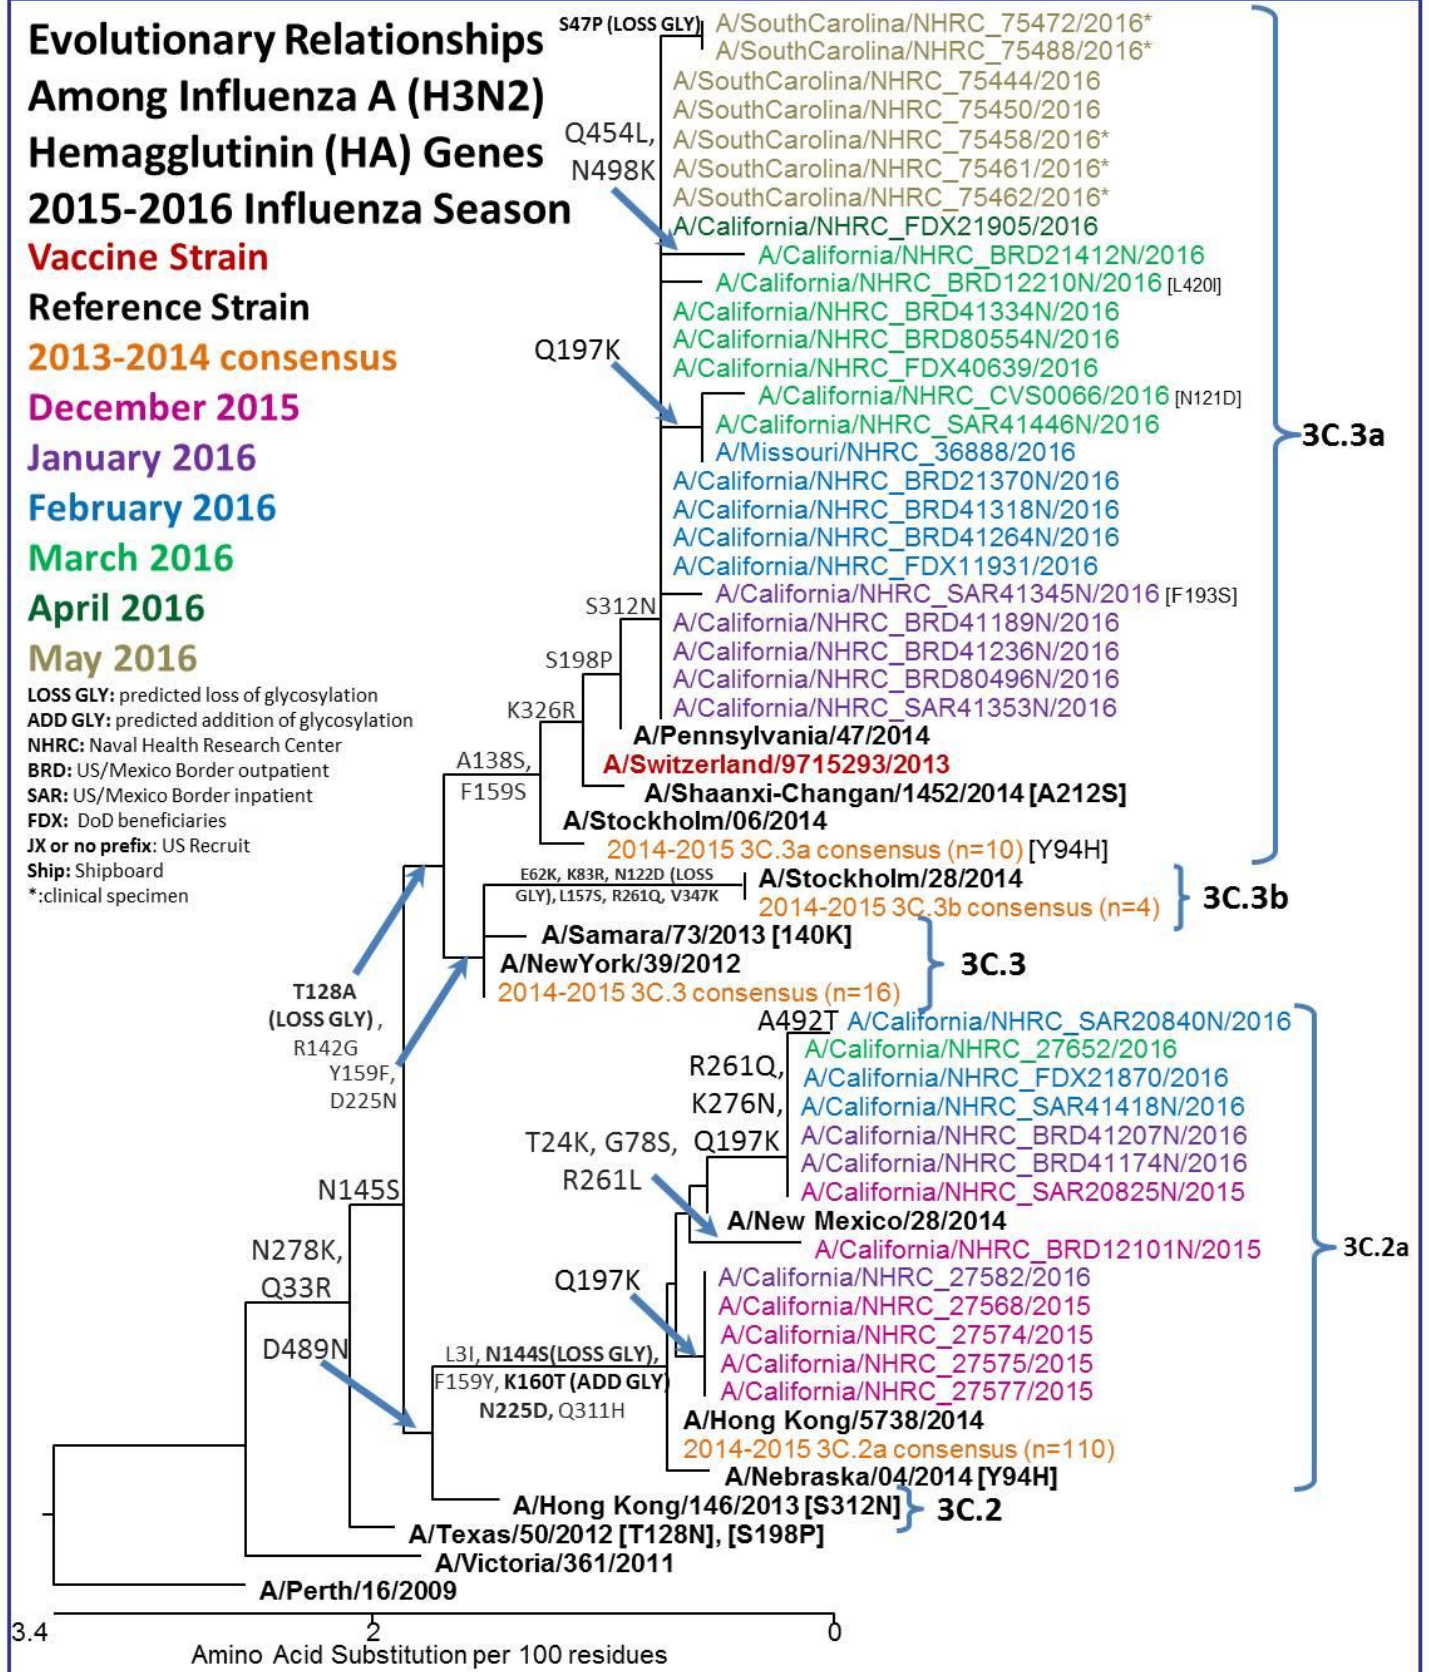 Evolutionary Relationships
Among Influenza A (H3N2)
Hemagglutinin (HA) Genes
2015-2016 Influenza Season
Vaccine Strain
Reference Strain
2013-2014 consensus
December 2015
January 2016
February 2016
March 2016
April 2016
May 2016
LOSS GLY: predicted loss of glycosylation
ADD GLY: predicted addition of glycosylation
NHRC: Naval Health Research Center
BRD: US/Mexico Border outpatient
SAR: US/Mexico Border inpatient
FDX: DoD beneficiaries
JX or no prefix: US Recruit
Ship: Shipboard
*:clinical specimen
S47P (LOSS GLY)
A/SouthCarolina/NHRC_75472/2016*
A/SouthCarolina/NHRC_75488/2016*
A/SouthCarolina/NHRC_75444/2016
A/SouthCarolina/NHRC_75450/2016
A/SouthCarolina/NHRC_75458/2016*
A/SouthCarolina/NHRC_75461/2016*
A/SouthCarolina/NHRC_75462/2016*
A/California/NHRC_FDX21905/2016
Q454L,
N498K
A/California/NHRC_BRD21412N/2016
A/California/NHRC_BRD12210N/2016 [L420I]
A/California/NHRC_BRD41334N/2016
A/California/NHRC_BRD80554N/2016
A/California/NHRC_FDX40639/2016
Q197K
A/California/NHRC_CVS0066/2016 [N121D]
A/California/NHRC_SAR41446N/2016
A/Missouri/NHRC_36888/2016
A/California/NHRC_BRD21370N/2016
A/California/NHRC_BRD41318N/2016
A/California/NHRC_BRD41264N/2016
A/California/NHRC_FDX11931/2016
A/California/NHRC_SAR41345N/2016 [F193S]
A/California/NHRC_BRD41189N/2016
A/California/NHRC_BRD41236N/2016
A/California/NHRC_BRD80496N/2016
A/California/NHRC_SAR41353N/2016
S312N
S198P
K326R
A138S,
F159S
A/Pennsylvania/47/2014
A/Switzerland/9715293/2013
A/Shaanxi-Changan/1452/2014 [A212S]
A/Stockholm/06/2014
2014-2015 3C.3a consensus (n=10) [Y94H]
3C.3a
E62K, K83R, N122D (LOSS
GLY), L157S, R261Q, V347K
A/Stockholm/28/2014
2014-2015 3C.3b consensus (n=4)
3C.3b
A/Samara/73/2013 [140K]
A/NewYork/39/2012
2014-2015 3C.3 consensus (n=16)
3C.3
T128A
(LOSS GLY) ,
R142G
Y159F,
D225N
A492T
A/California/NHRC_SAR20840N/2016
A/California/NHRC_27652/2016
A/California/NHRC_FDX21870/2016
A/California/NHRC_SAR41418N/2016
A/California/NHRC_BRD41207N/2016
A/California/NHRC_BRD41174N/2016
A/California/NHRC_SAR20825N/2015
R261Q,
K276N,
Q197K
T24K, G78S,
R261L
A/New Mexico/28/2014
A/California/NHRC_BRD12101N/2015
3C.2a
Q197K
A/California/NHRC_27582/2016
A/California/NHRC_27568/2015
A/California/NHRC_27574/2015
A/California/NHRC_27575/2015
A/California/NHRC_27577/2015
A/Hong Kong/5738/2014
2014-2015 3C.2a consensus (n=110)
A/Nebraska/04/2014 [Y94H]
N145S
N278K,
Q33R
D489N
L3I, N144S(LOSS GLY),
F159Y, K160T (ADD GLY)
N225D, Q311H
A/Hong Kong/146/2013 [S312N]
3C.2
A/Texas/50/2012 [T128N], [S198P]
A/Victoria/361/2011
A/Perth/16/2009
3.4
2
0
Amino Acid Substitution per 100 residues